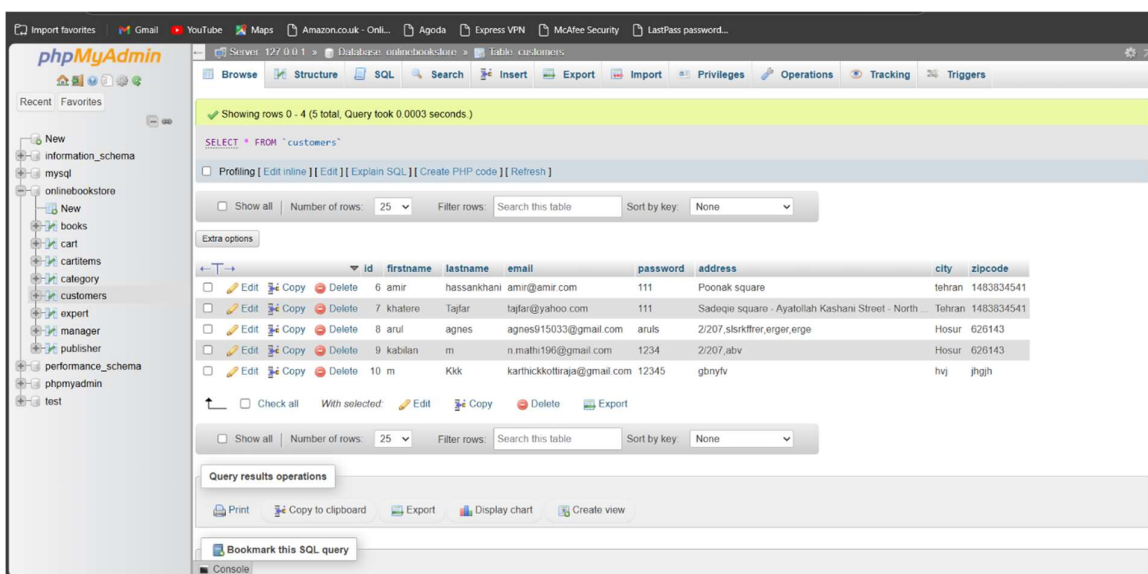 Import favorites Gmail YouTube Maps Amazon.co.uk - Onli... Agoda Express VPN McAfee Security LastPass password...
phpMyAdmin
Recent Favorites
New
information_schema
mysql
onlinebookstore
New
books
cart
cartitems
category
customers
expert
manager
publisher
performance_schema
phpmyadmin
test
Server: 127.0.0.1 » Database: onlinebookstore » Table: customers
Browse Structure SQL Search Insert Export Import Privileges Operations Tracking Triggers
Showing rows 0 - 4 (5 total, Query took 0.0003 seconds.)
SELECT * FROM `customers`
Profiling [ Edit inline ] [ Edit ] [ Explain SQL ] [ Create PHP code ] [ Refresh ]
Show all | Number of rows: 25 Filter rows: Search this table Sort by key: None
Extra options
←T→ id firstname lastname email password address city zipcode
Edit Copy Delete 6 amir hassankhani amir@amir.com 111 Poonak square tehran 1483834541
Edit Copy Delete 7 khatere Tajfar tajfar@yahoo.com 111 Sadeqie square - Ayatollah Kashani Street - North ... Tehran 1483834541
Edit Copy Delete 8 arul agnes agnes915033@gmail.com aruls 2/207,slsrkffrer,erger,erge Hosur 626143
Edit Copy Delete 9 kabilan m n.mathi196@gmail.com 1234 2/207,abv Hosur 626143
Edit Copy Delete 10 m Kkk karthickkottiraja@gmail.com 12345 gbnyfv hvj jhgjh
Check all With selected: Edit Copy Delete Export
Show all | Number of rows: 25 Filter rows: Search this table Sort by key: None
Query results operations
Print Copy to clipboard Export Display chart Create view
Bookmark this SQL query
Console